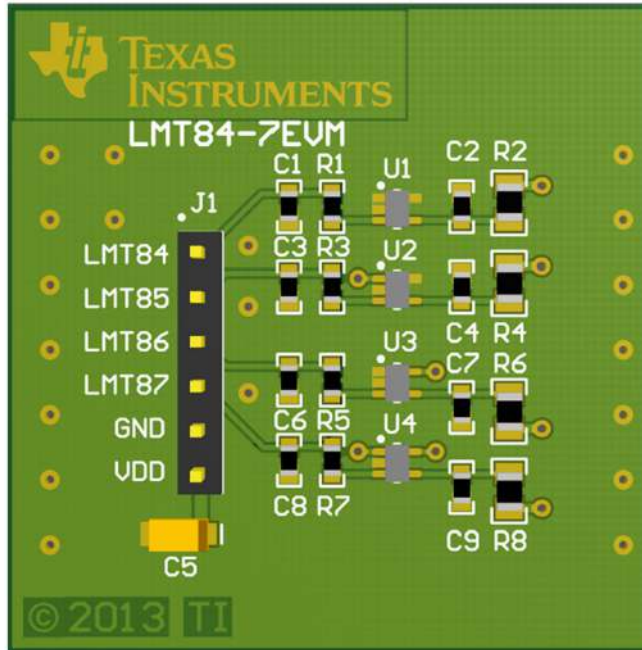 TEXAS
INSTRUMENTS
LMT84-7EVM
C1 R1 U1 C2 R2
J1
LMT84
C3 R3 U2
LMT85
C4 R4
LMT86
U3 C7 R6
LMT87
C6 R5 U4
GND
VDD
C8 R7 C9 R8
C5
© 2013 TI